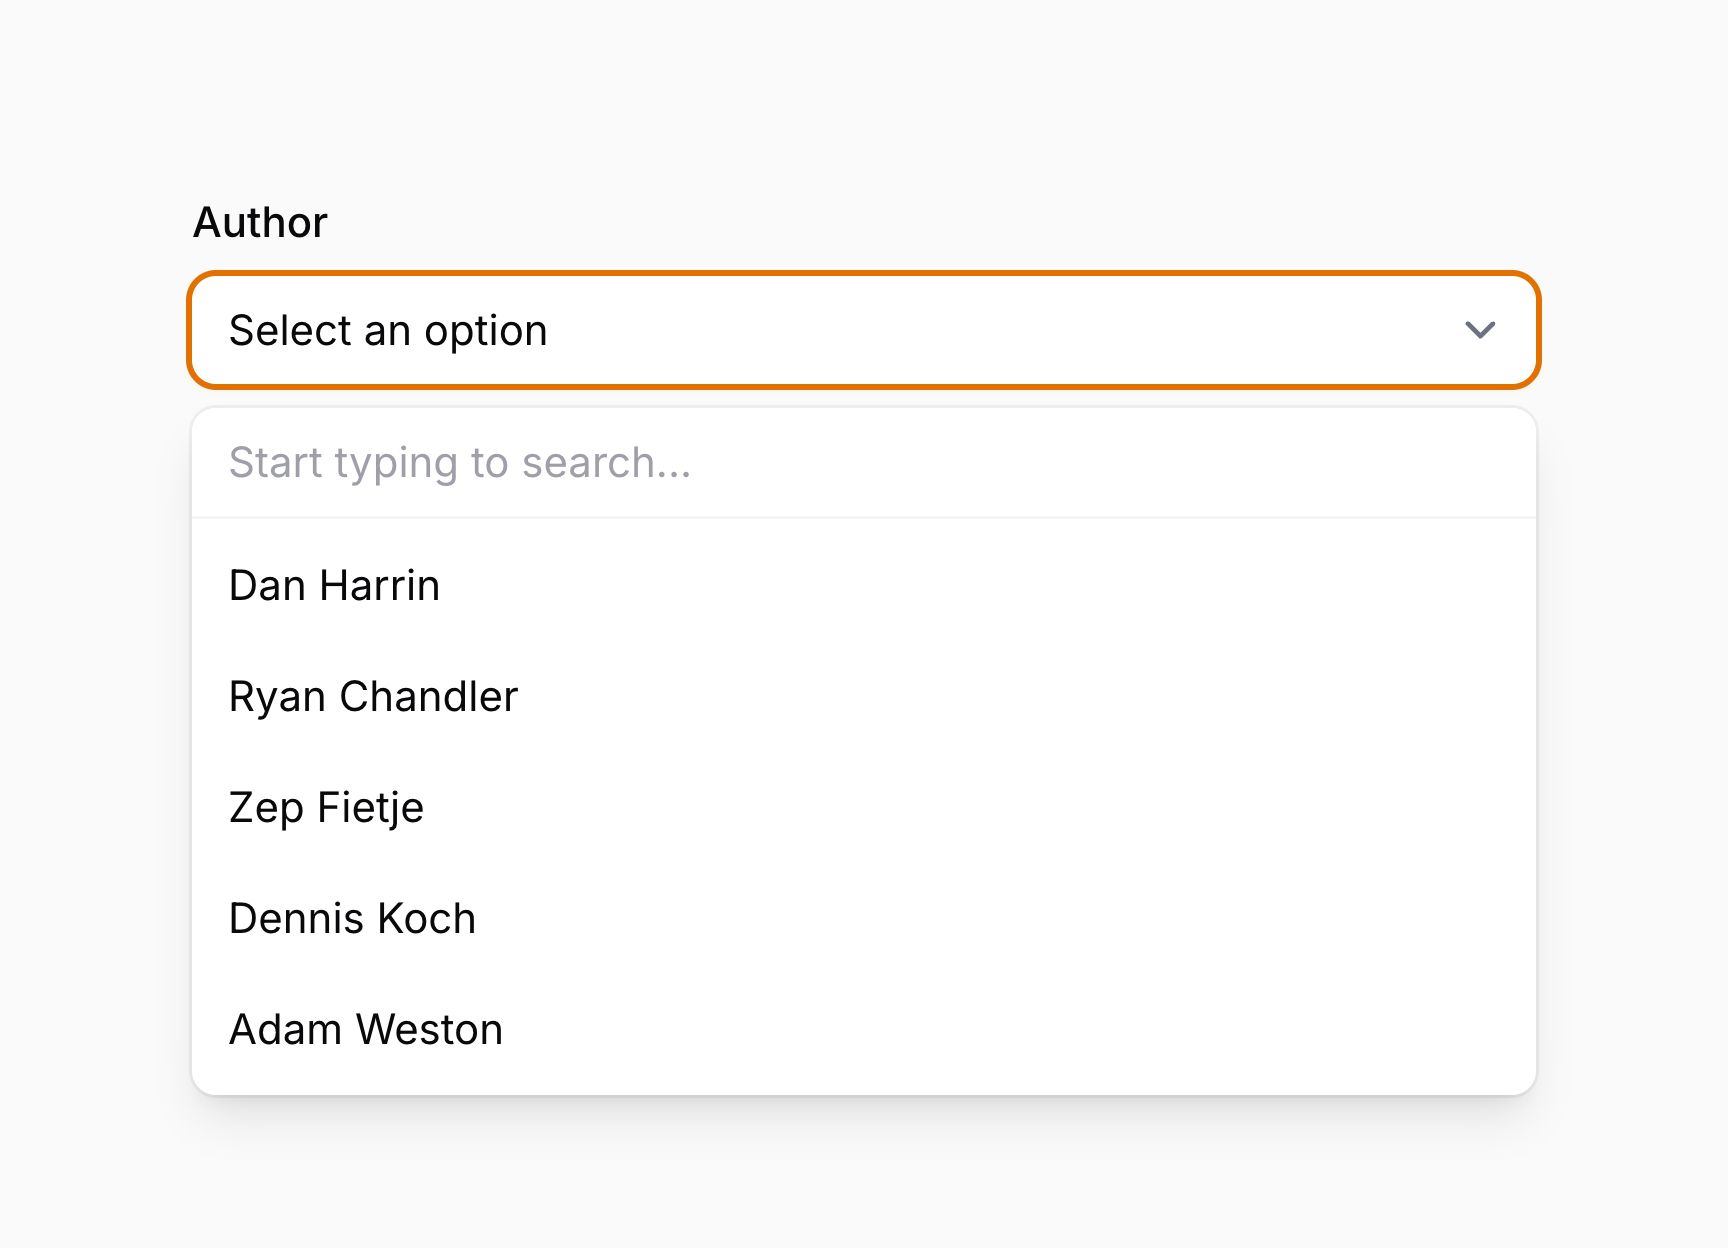 Author
Select an option
Start typing to search...
Dan Harrin
Ryan Chandler
Zep Fietje
Dennis Koch
Adam Weston